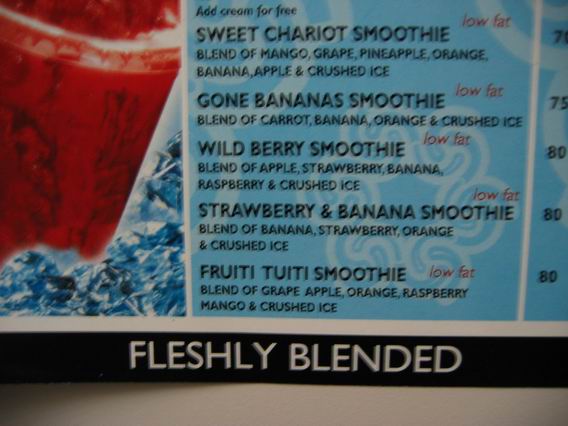 Add cream for free
SWEET CHARIOT SMOOTHIE low fat
BLEND OF MANGO, GRAPE, PINEAPPLE, ORANGE,
BANANA, APPLE & CRUSHED ICE
GONE BANANAS SMOOTHIE low fat 75
BLEND OF CARROT, BANANA, ORANGE & CRUSHED ICE
WILD BERRY SMOOTHIE low fat 80
BLEND OF APPLE, STRAWBERRY, BANANA,
RASPBERRY & CRUSHED ICE
STRAWBERRY & BANANA SMOOTHIE low fat 80
BLEND OF BANANA, STRAWBERRY, ORANGE
& CRUSHED ICE
FRUITI TUITI SMOOTHIE low fat 80
BLEND OF GRAPE APPLE, ORANGE, RASPBERRY
MANGO & CRUSHED ICE
FLESHLY BLENDED